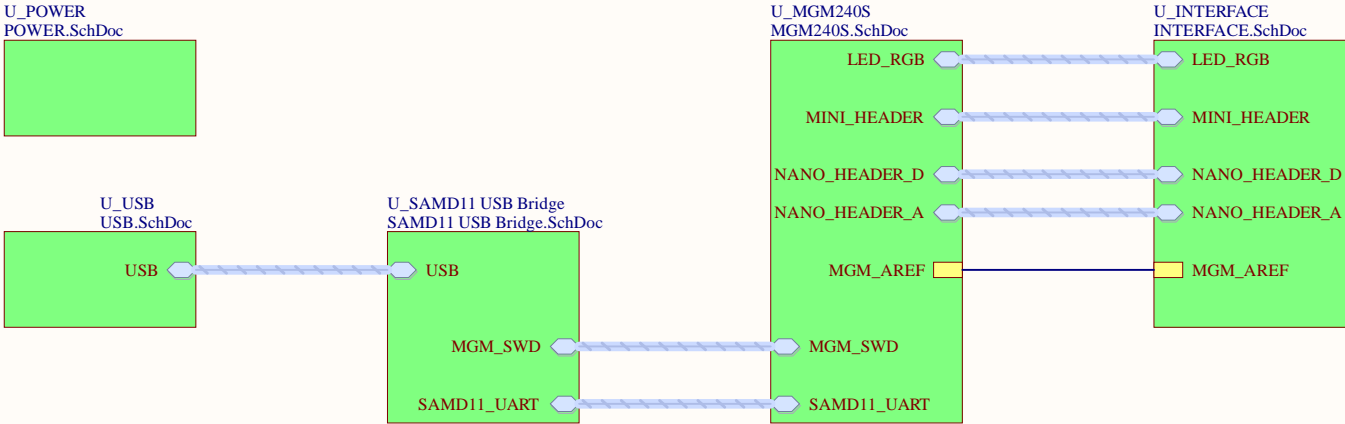 U_POWER
POWER.SchDoc
U_MGM240S
MGM240S.SchDoc
LED_RGB
MINI_HEADER
NANO_HEADER_D
NANO_HEADER_A
MGM_AREF
MGM_SWD
SAMD11_UART
U_INTERFACE
INTERFACE.SchDoc
LED_RGB
MINI_HEADER
NANO_HEADER_D
NANO_HEADER_A
MGM_AREF
U_USB
USB.SchDoc
USB
U_SAMD11 USB Bridge
SAMD11 USB Bridge.SchDoc
USB
MGM_SWD
SAMD11_UART